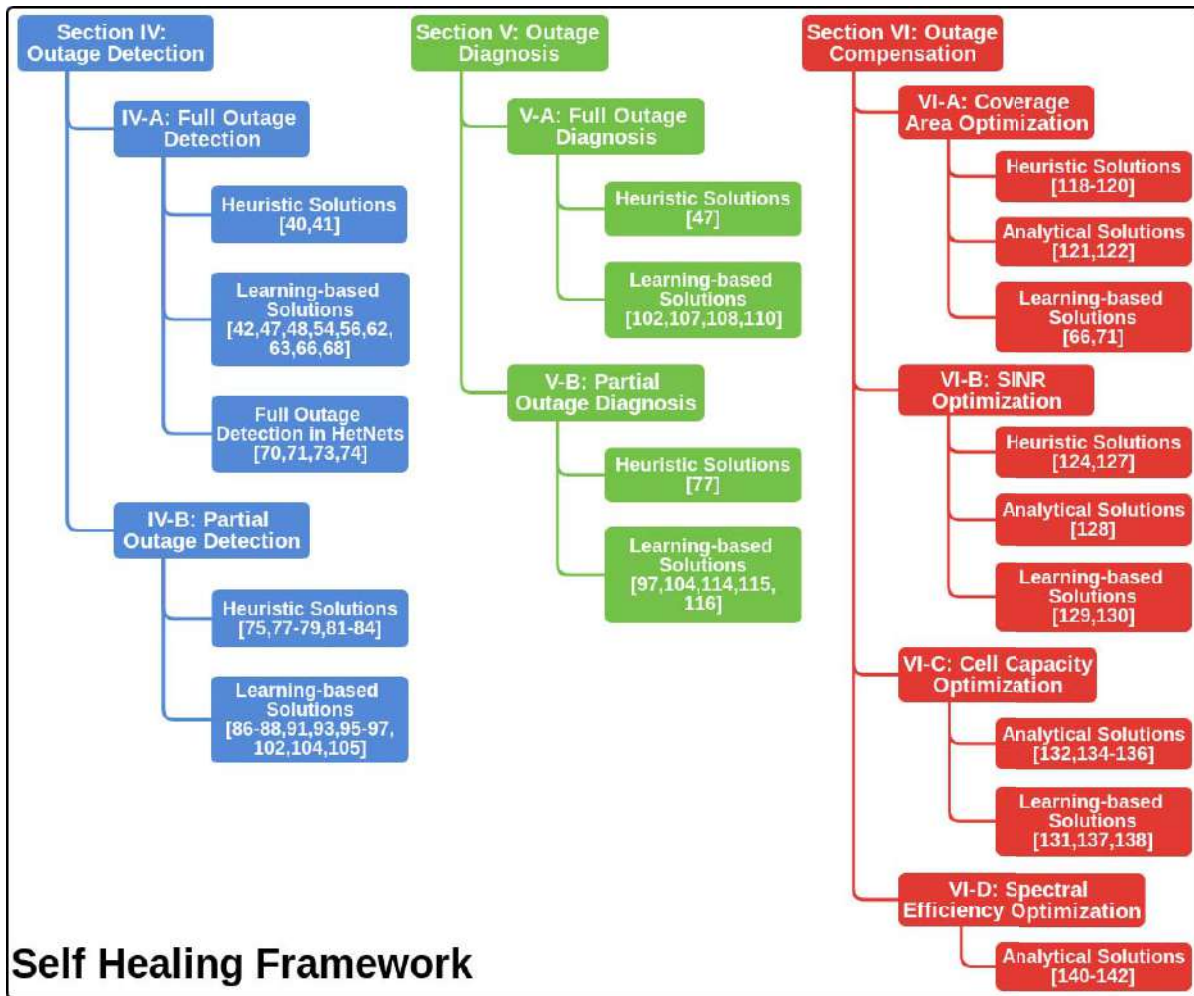 Section IV:
Outage Detection
IV-A: Full Outage
Detection
Heuristic Solutions
[40,41]
Learning-based
Solutions
[42,47,48,54,56,62,
63,66,68]
Full Outage
Detection in HetNets
[70,71,73,74]
IV-B: Partial
Outage Detection
Heuristic Solutions
[75,77-79,81-84]
Learning-based
Solutions
[86-88,91,93,95-97,
102,104,105]
Section V: Outage
Diagnosis
V-A: Full Outage
Diagnosis
Heuristic Solutions
[47]
Learning-based
Solutions
[102,107,108,110]
V-B: Partial
Outage Diagnosis
Heuristic Solutions
[77]
Learning-based
Solutions
[97,104,114,115,
116]
Section VI: Outage
Compensation
VI-A: Coverage
Area Optimization
Heuristic Solutions
[118-120]
Analytical Solutions
[121,122]
Learning-based
Solutions
[66,71]
VI-B: SINR
Optimization
Heuristic Solutions
[124,127]
Analytical Solutions
[128]
Learning-based
Solutions
[129,130]
VI-C: Cell Capacity
Optimization
Analytical Solutions
[132,134-136]
Learning-based
Solutions
[131,137,138]
VI-D: Spectral
Efficiency Optimization
Analytical Solutions
[140-142]
Self Healing Framework